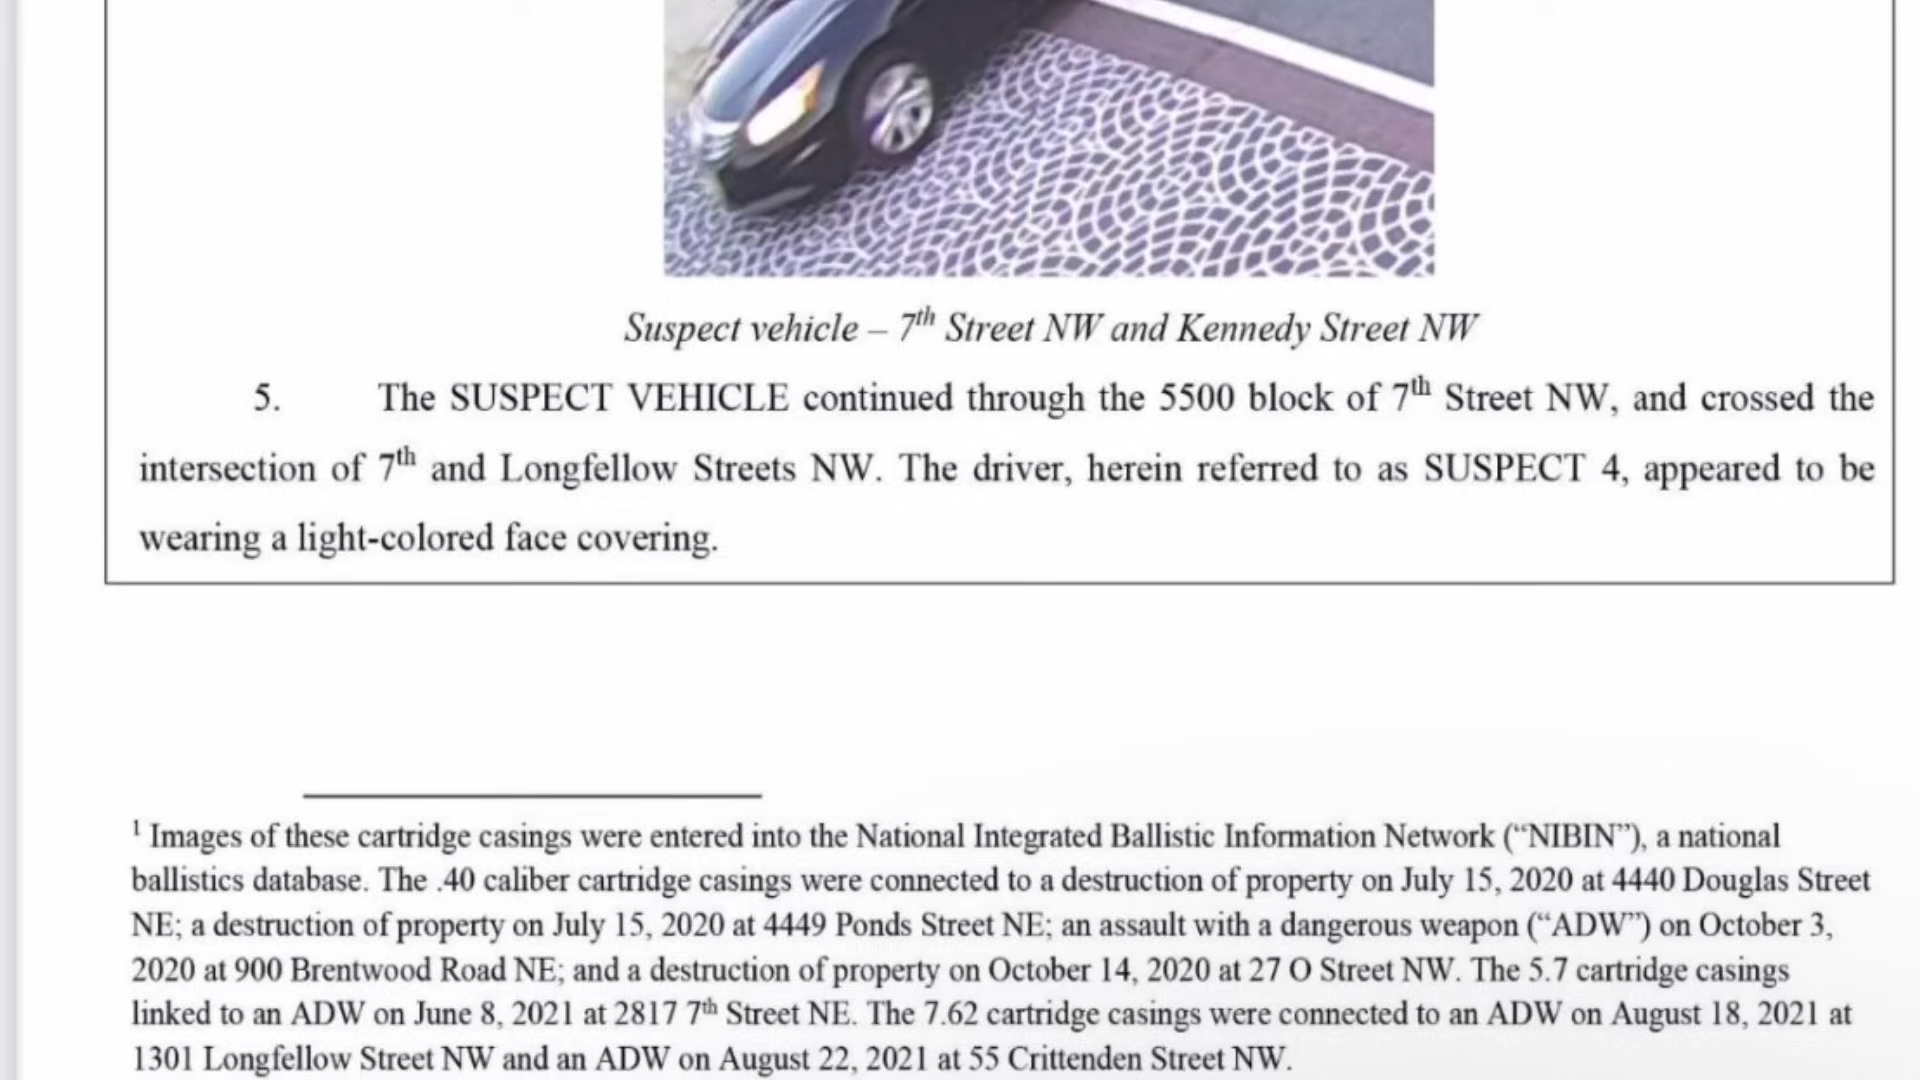 Suspect vehicle – 7th Street NW and Kennedy Street NW
5. The SUSPECT VEHICLE continued through the 5500 block of 7th Street NW, and crossed the
intersection of 7th and Longfellow Streets NW. The driver, herein referred to as SUSPECT 4, appeared to be
wearing a light-colored face covering.
1 Images of these cartridge casings were entered into the National Integrated Ballistic Information Network (“NIBIN”), a national
ballistics database. The .40 caliber cartridge casings were connected to a destruction of property on July 15, 2020 at 4440 Douglas Street
NE; a destruction of property on July 15, 2020 at 4449 Ponds Street NE; an assault with a dangerous weapon (“ADW”) on October 3,
2020 at 900 Brentwood Road NE; and a destruction of property on October 14, 2020 at 27 O Street NW. The 5.7 cartridge casings
linked to an ADW on June 8, 2021 at 2817 7th Street NE. The 7.62 cartridge casings were connected to an ADW on August 18, 2021 at
1301 Longfellow Street NW and an ADW on August 22, 2021 at 55 Crittenden Street NW.